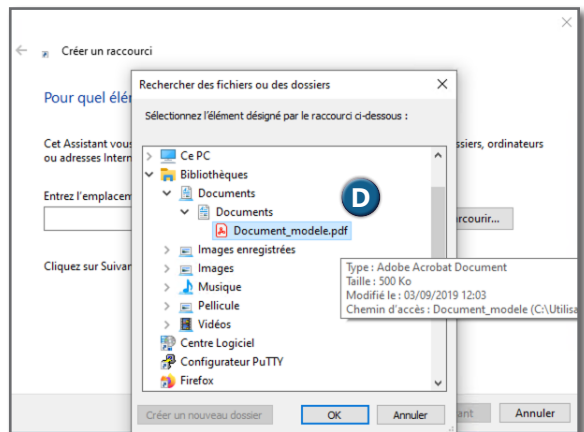 Créer un raccourci
Rechercher des fichiers ou des dossiers
Pour quel élé
Sélectionnez l'élément désigné par le raccourci ci-dessous :
Cet Assistant vous
ssiers, ordinateurs
ou adresses Intern
Ce PC
Bibliothèques
Documents
D
Documents
Entrez l'emplacem
rcourir...
Document_modele.pdf
Images enregistrées
Cliquez sur Suivar
Images
Type : Adobe Acrobat Document
Taille : 500 Ko
Modifié le : 03/09/2019 12:03
Chemin d'accès : Document_modele (C:\Utilisa
Musique
Pellicule
Vidéos
Centre Logiciel
Configurateur PuTTY
Firefox
Créer un nouveau dossier
OK
Annuler
ant
Annuler